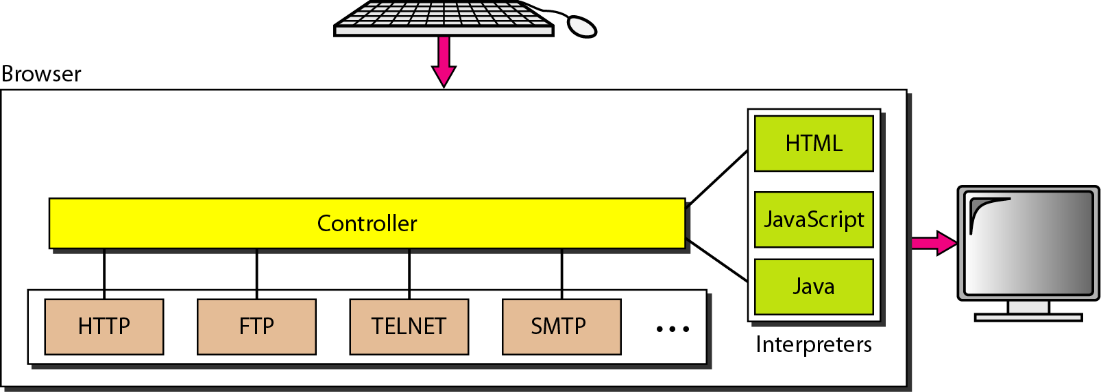 Browser
HTML
JavaScript
Controller
Java
HTTP
FTP
TELNET
SMTP
...
Interpreters